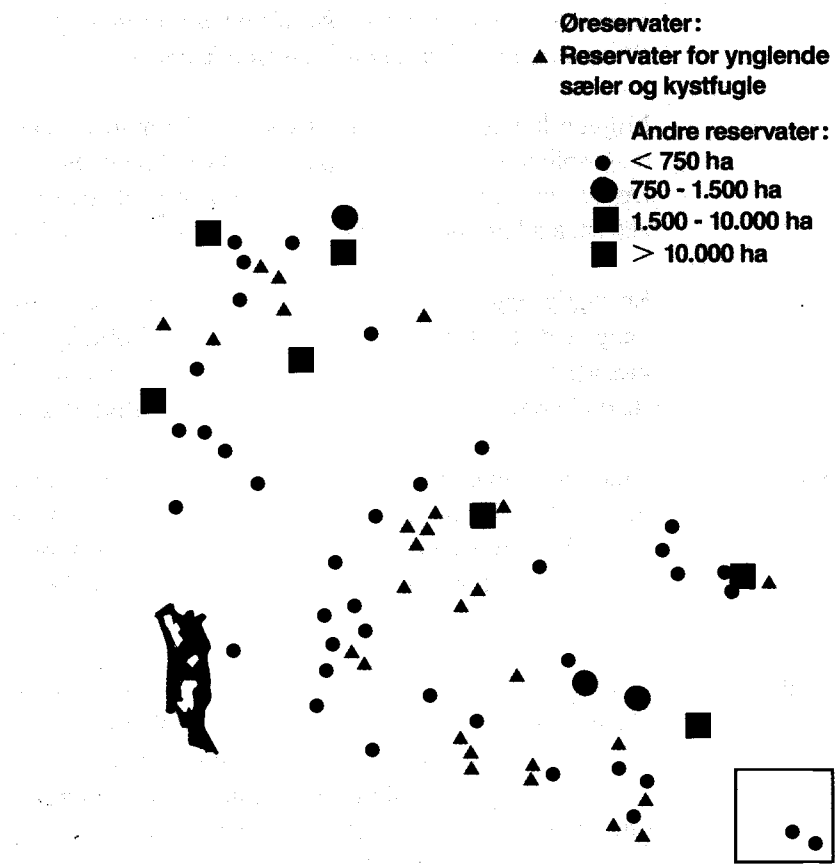 Øreservater:
Reservater for ynglende
sæler og kystfugle
Andre reservater:
< 750 ha
750 - 1.500 ha
1.500 - 10.000 ha
> 10.000 ha